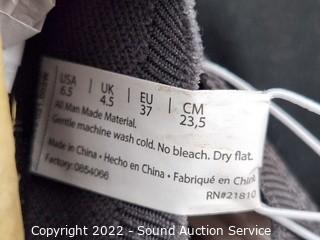 USA UK EU CM
6.5 4.5 37 23,5
All Man Made Material.
Gentle machine wash cold. No bleach. Dry flat.
Made in China • Hecho en China • Fabriqué en Chine
Factory: 0654066
RN#21810
Copyright 2022 - Sound Auction Service